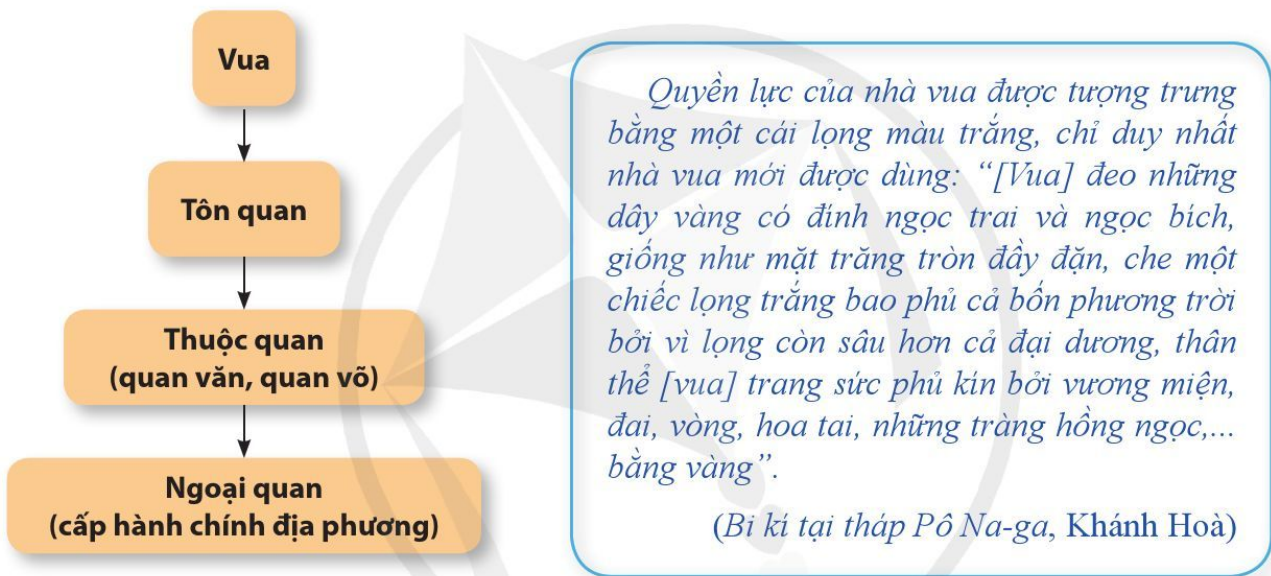 Vua
Tôn quan
Thuộc quan
(quan văn, quan võ)
Ngoại quan
(cấp hành chính địa phương)
Quyền lực của nhà vua được tượng trưng
bằng một cái lọng màu trắng, chỉ duy nhất
nhà vua mới được dùng: “[Vua] đeo những
dây vàng có đính ngọc trai và ngọc bích,
giống như mặt trăng tròn đầy đặn, che một
chiếc lọng trắng bao phủ cả bốn phương trời
bởi vì lọng còn sâu hơn cả đại dương, thân
thể [vua] trang sức phủ kín bởi vương miện,
đai, vòng, hoa tai, những tràng hồng ngọc,...
bằng vàng”.
(Bi kí tại tháp Pô Na-ga, Khánh Hoà)